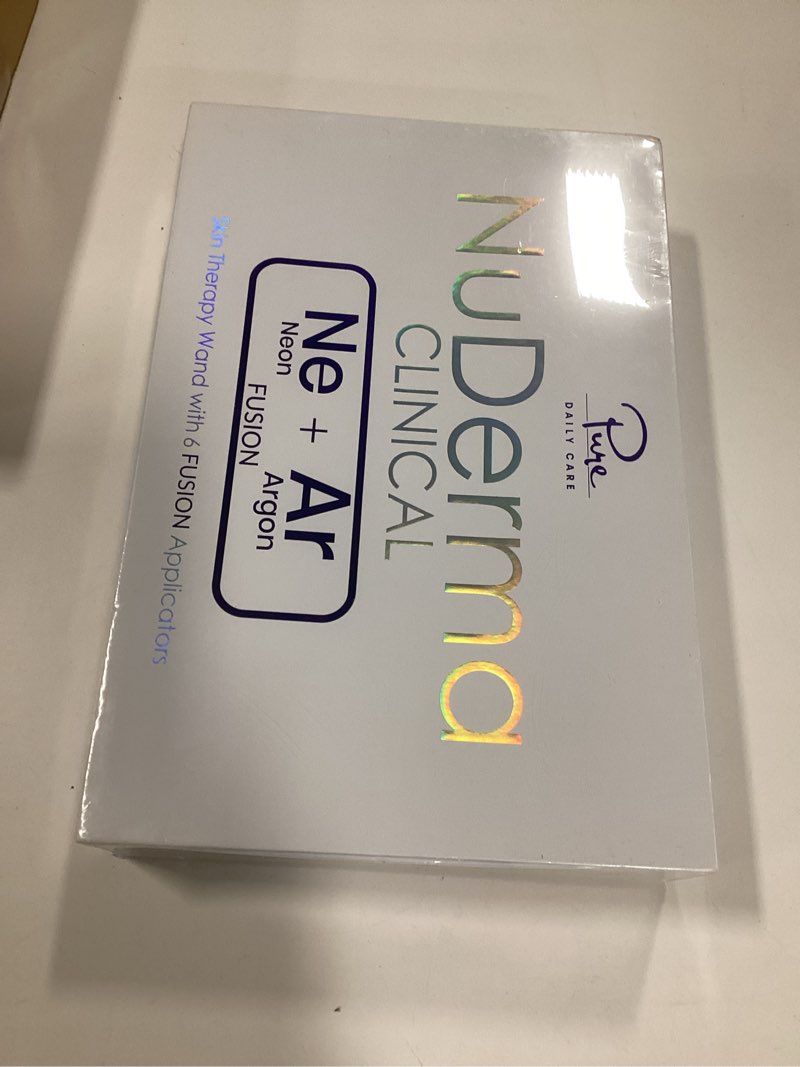 Pure
DAILY CARE
NuDerma
CLINICAL
Ne + Ar
Neon Argon
FUSION
Skin Therapy Wand with 6 FUSION Applicators